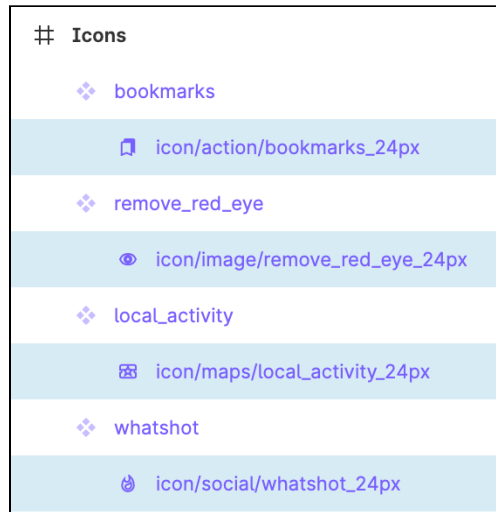 Icons
bookmarks
icon/action/bookmarks_24px
remove_red_eye
icon/image/remove_red_eye_24px
local_activity
icon/maps/local_activity_24px
whatshot
icon/social/whatshot_24px